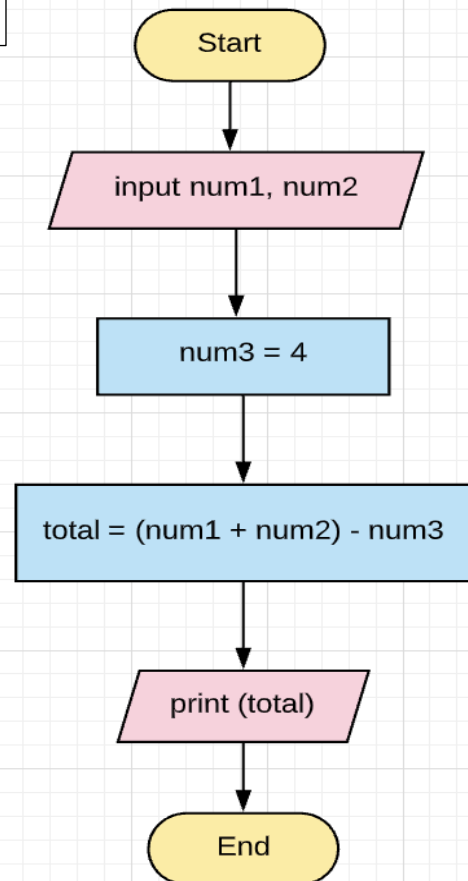 Start
input num1, num2
num3 = 4
total = (num1 + num2) - num3
print (total)
End